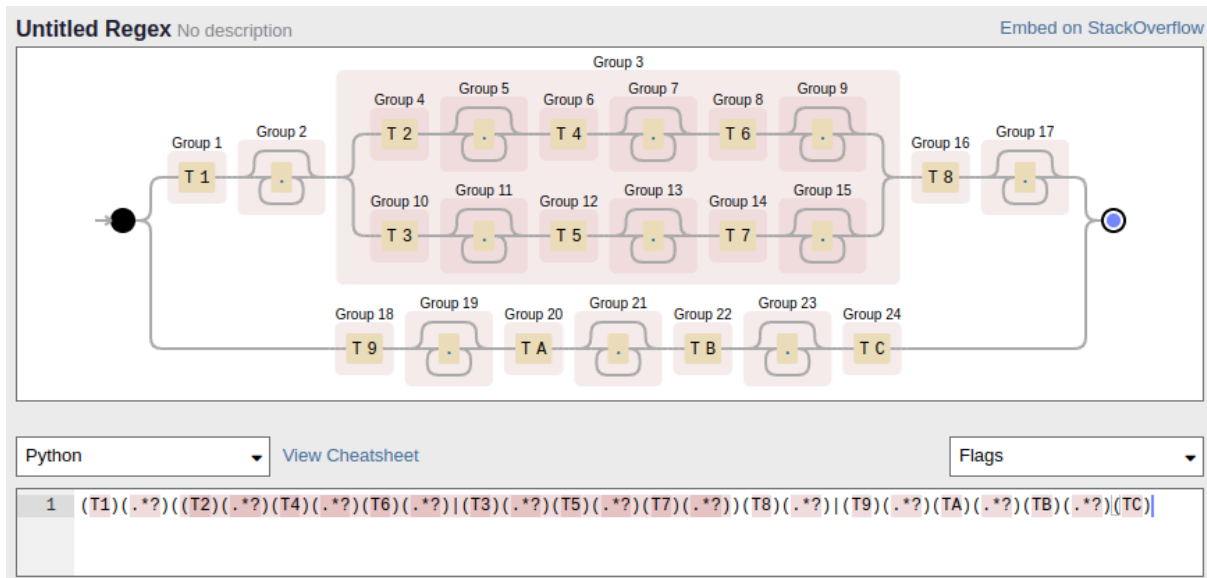 Untitled Regex No description Embed on StackOverflow
Group 3
Group 4 Group 5 Group 6 Group 7 Group 8 Group 9
Group 1 Group 2 Group 16 Group 17
T 2 . T 4 . T 6 .
T 1 . T 8 .
Group 10 Group 11 Group 12 Group 13 Group 14 Group 15
T 3 . T 5 . T 7 .
Group 18 Group 19 Group 20 Group 21 Group 22 Group 23 Group 24
T 9 . T A . T B . T C
Python View Cheatsheet Flags
1 (T1)(.*?)((T2)(.*?)(T4)(.*?)(T6)(.*?)|(T3)(.*?)(T5)(.*?)(T7)(.*?))(T8)(.*?)|(T9)(.*?)(TA)(.*?)(TB)(.*?)(TC)